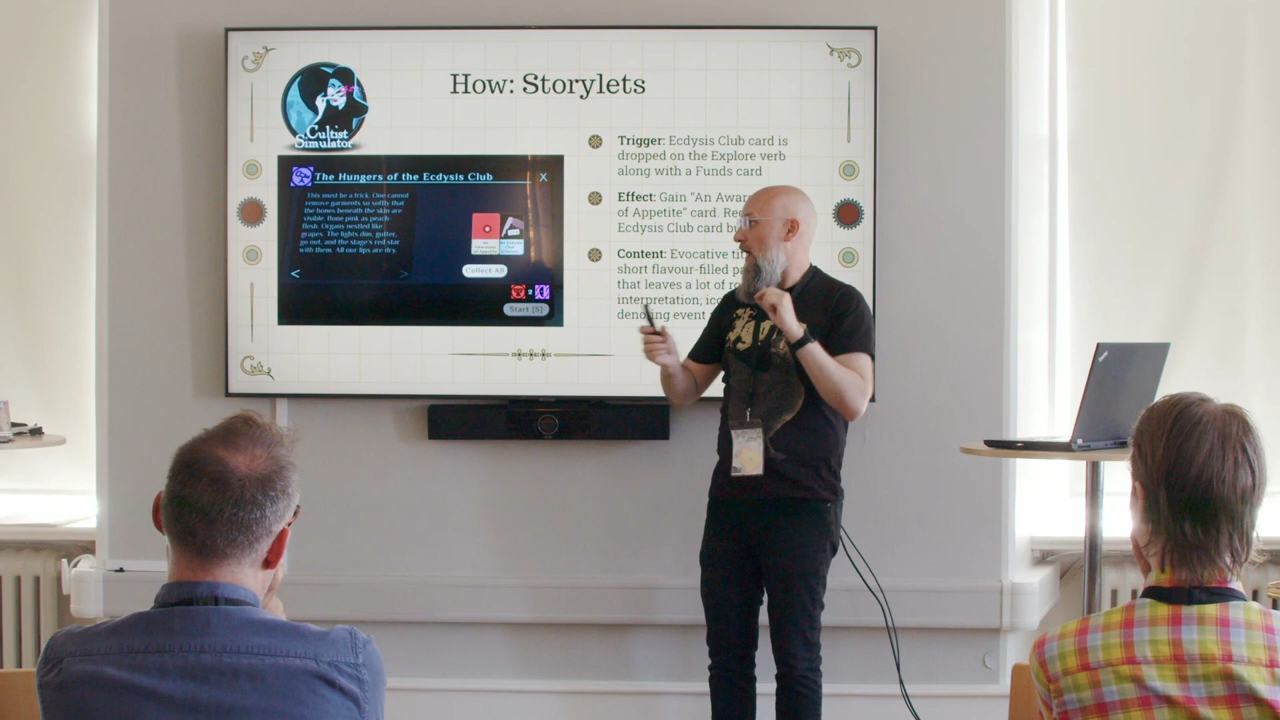 How: Storylets
Cultist
Simulator
The Hungers of the Ecdysis Club X
This must be a trick. One cannot
remove garments so softly that
the bones beneath the skin are
visible. Bone pink as peach-
flesh. Organs nestled like
grapes. The lights dim, gutter,
go out, and the stage's red star
with them. All our lips are dry.
< >
Collect All
2
Start [S]
Trigger: Ecdysis Club card is
dropped on the Explore verb
along with a Funds card
Effect: Gain "An Awar
of Appetite" card. Re
Ecdysis Club card b
Content: Evocative tit
short flavour-filled pa
that leaves a lot of ro
interpretation; ico
denoting event